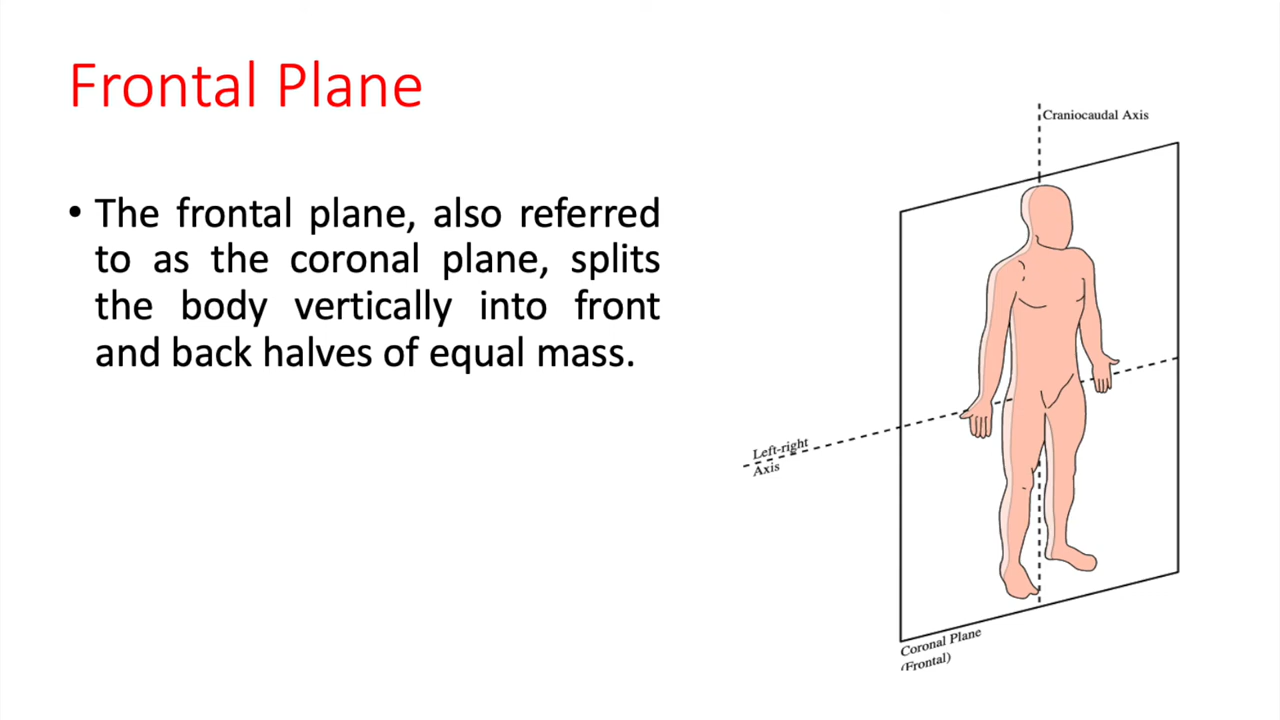 Frontal Plane
• The frontal plane, also referred
to as the coronal plane, splits
the body vertically into front
and back halves of equal mass.
Craniocaudal Axis
Left-right
Axis
Coronal Plane
(Frontal)